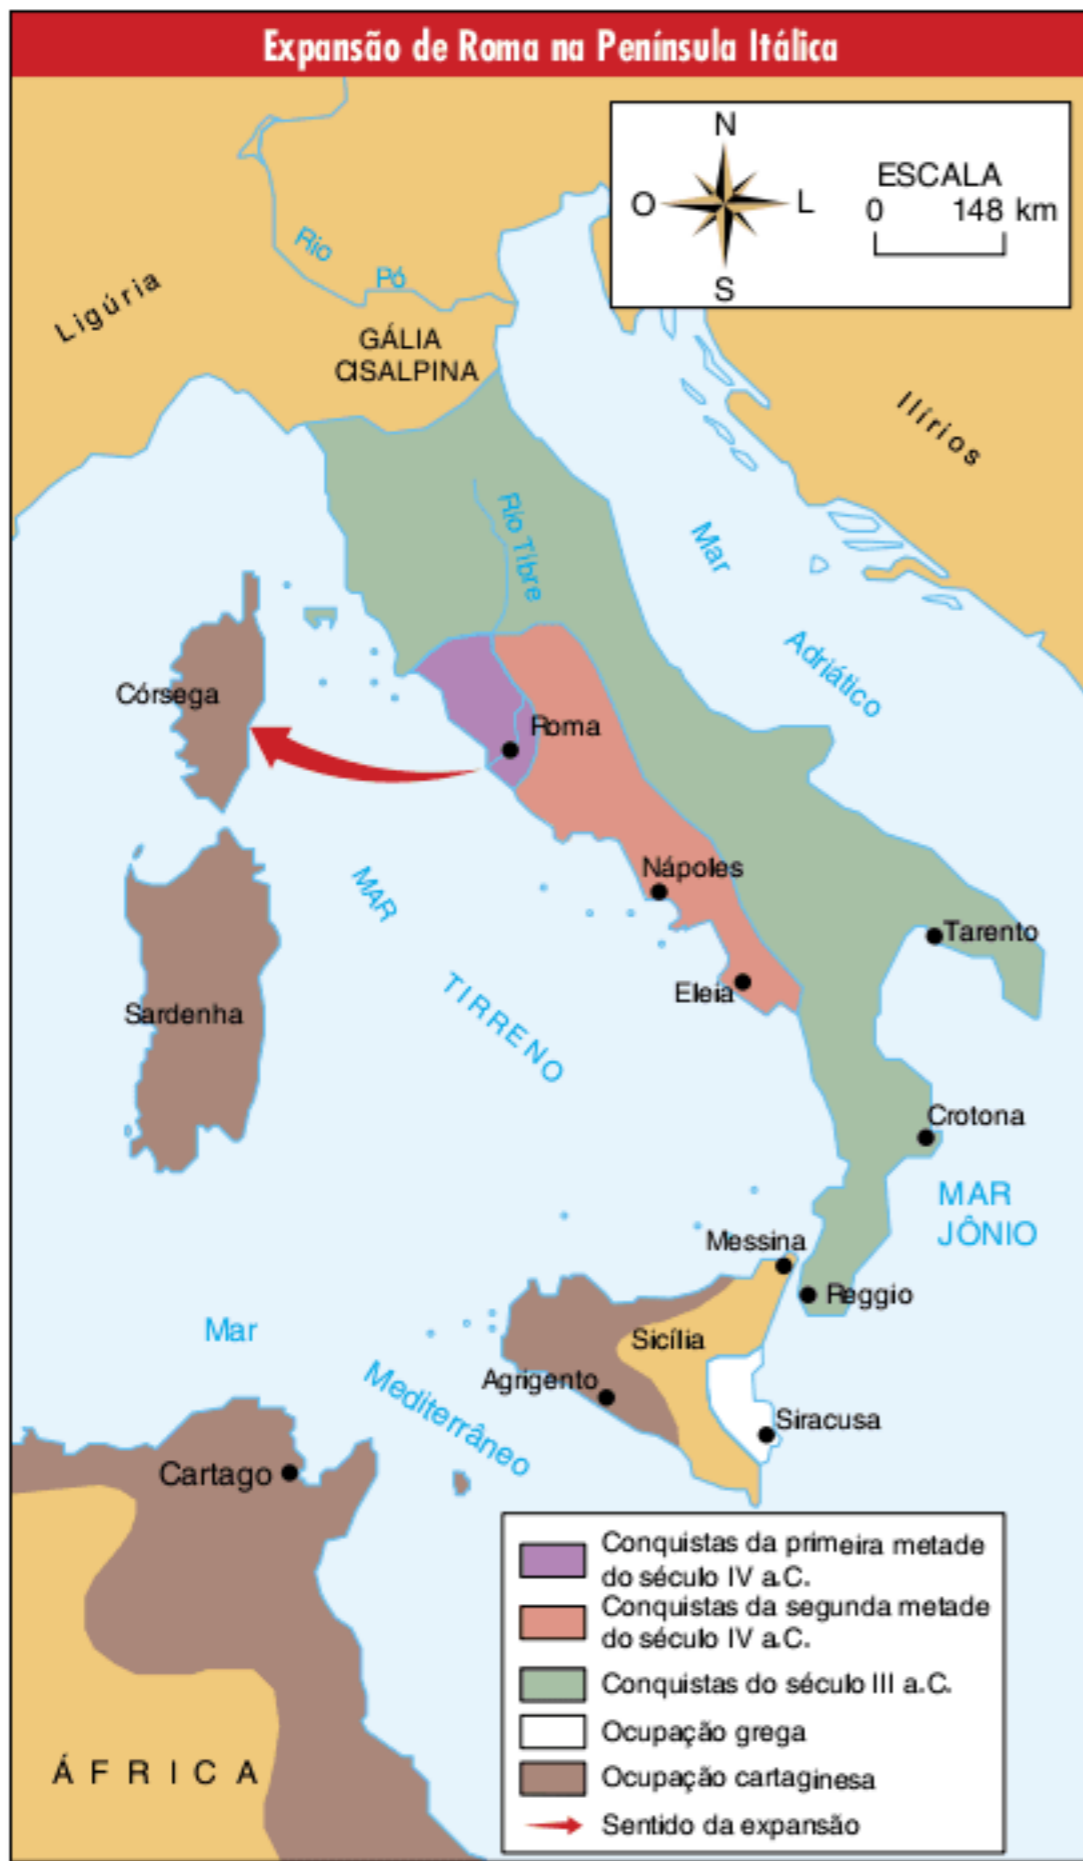 Expansão de Roma na Península Itálica
N
O
L
S
ESCALA
0 148 km
Rio
Pó
Ligúria
GÁLIA
CISALPINA
Ilírios
Rio Tibre
Mar
Adriático
Córsega
Roma
MAR
TIRRENO
Nápoles
Tarento
Eleia
Sardenha
Crotona
MAR
JÔNIO
Messina
Reggio
Mar
Mediterrâneo
Sicília
Agrigento
Siracusa
Cartago
ÁFRICA
Conquistas da primeira metade
do século IV a.C.
Conquistas da segunda metade
do século IV a.C.
Conquistas do século III a.C.
Ocupação grega
Ocupação cartaginesa
Sentido da expansão